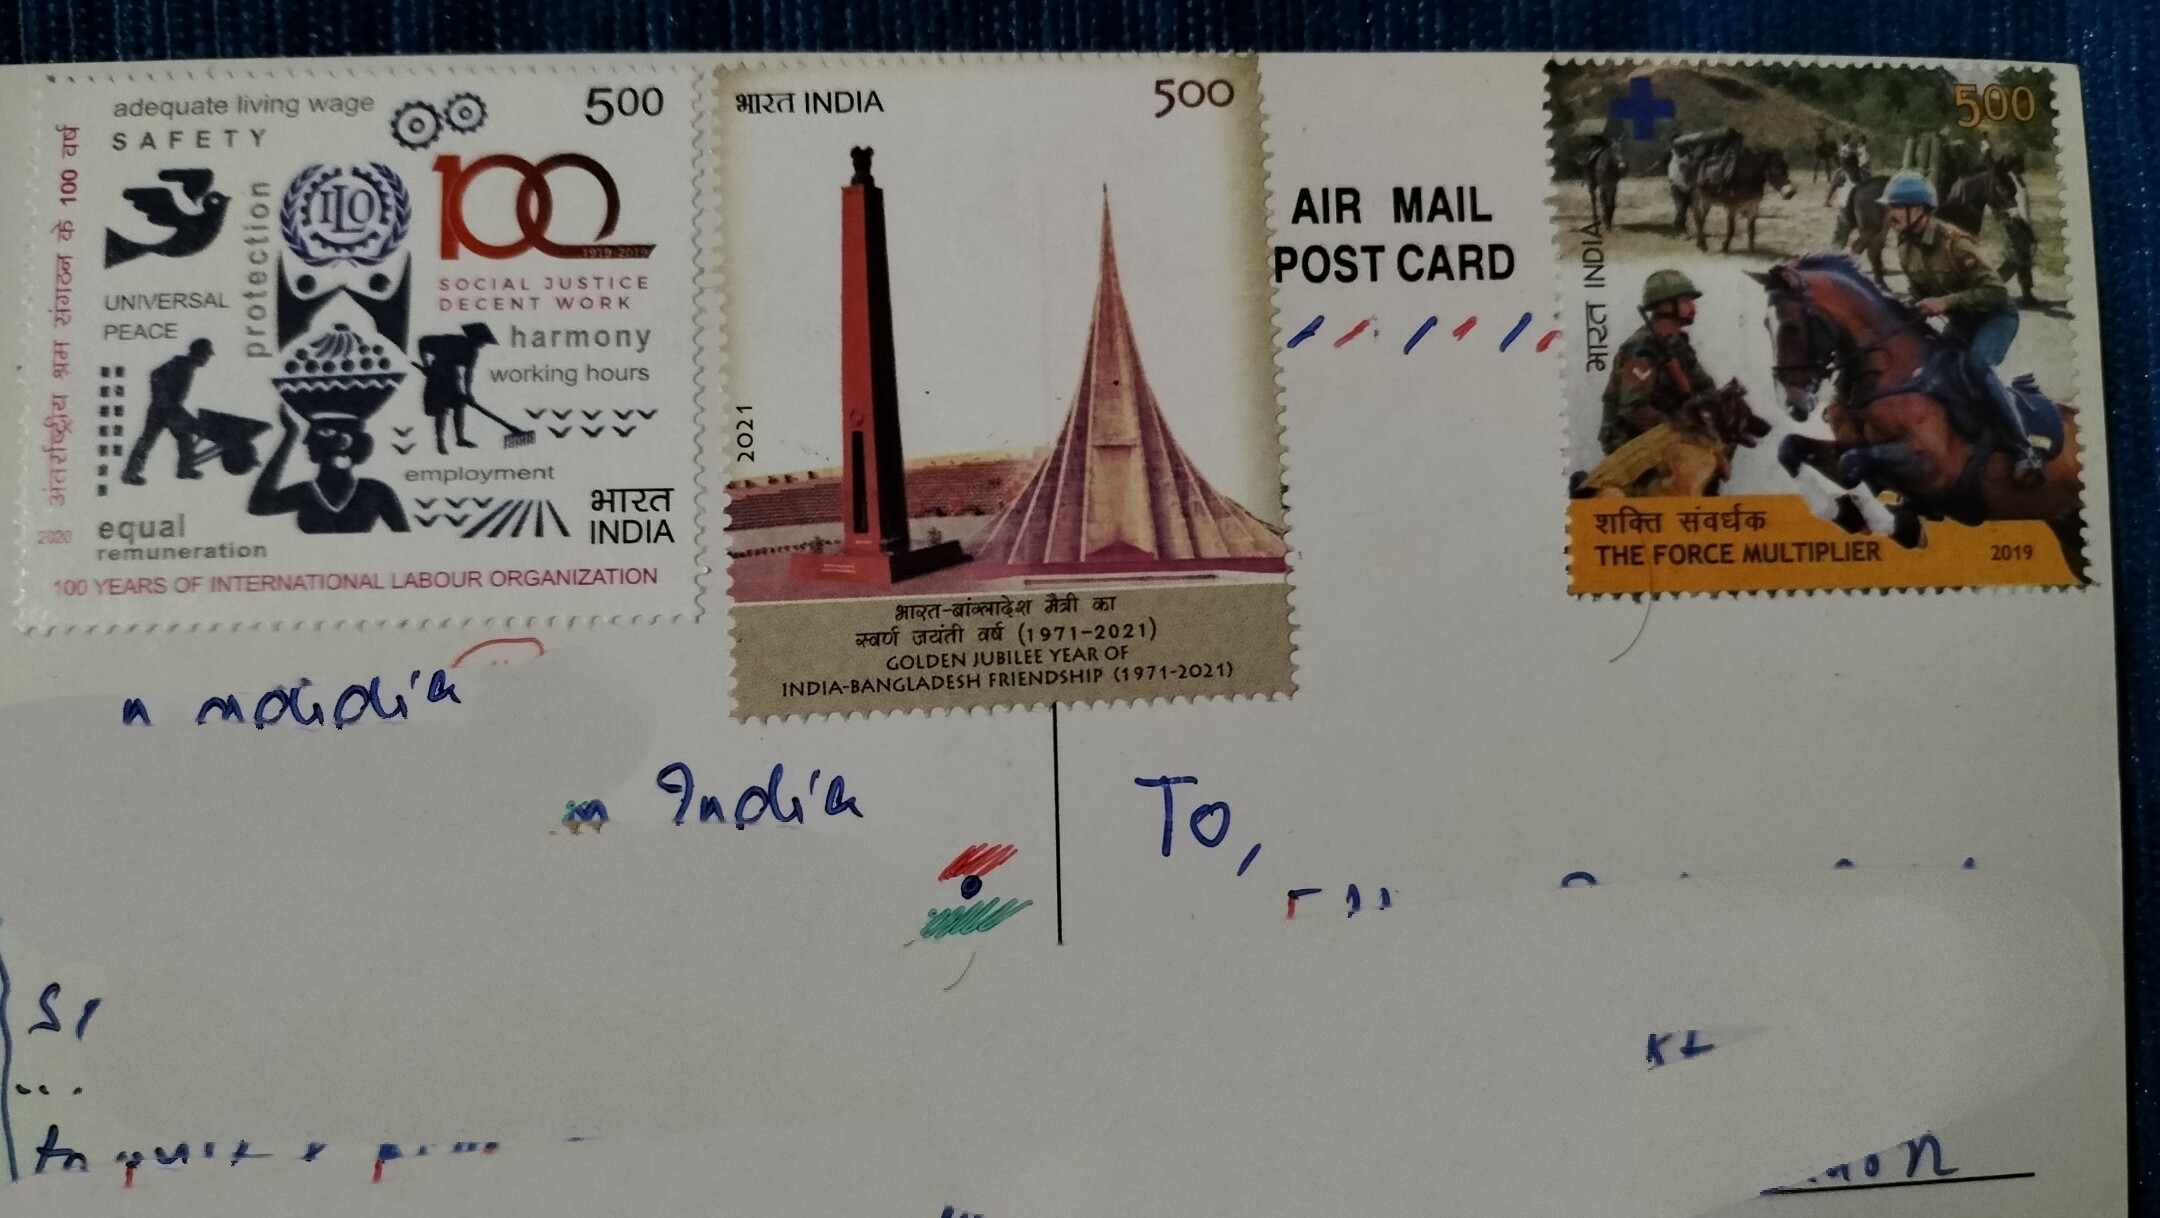 adequate living wage
SAFETY
500
अंतर्राष्ट्रीय श्रम संगठन के 100 वर्ष
protection
ILO
100
1919-2019
SOCIAL JUSTICE
DECENT WORK
UNIVERSAL
PEACE
harmony
working hours
employment
भारत
INDIA
2020
equal
remuneration
100 YEARS OF INTERNATIONAL LABOUR ORGANIZATION
भारत INDIA
500
2021
भारत-बांग्लादेश मैत्री का
स्वर्ण जयंती वर्ष (1971-2021)
GOLDEN JUBILEE YEAR OF
INDIA-BANGLADESH FRIENDSHIP (1971-2021)
AIR MAIL
POST CARD
500
भारत INDIA
शक्ति संवर्धक
THE FORCE MULTIPLIER 2019
India
To,